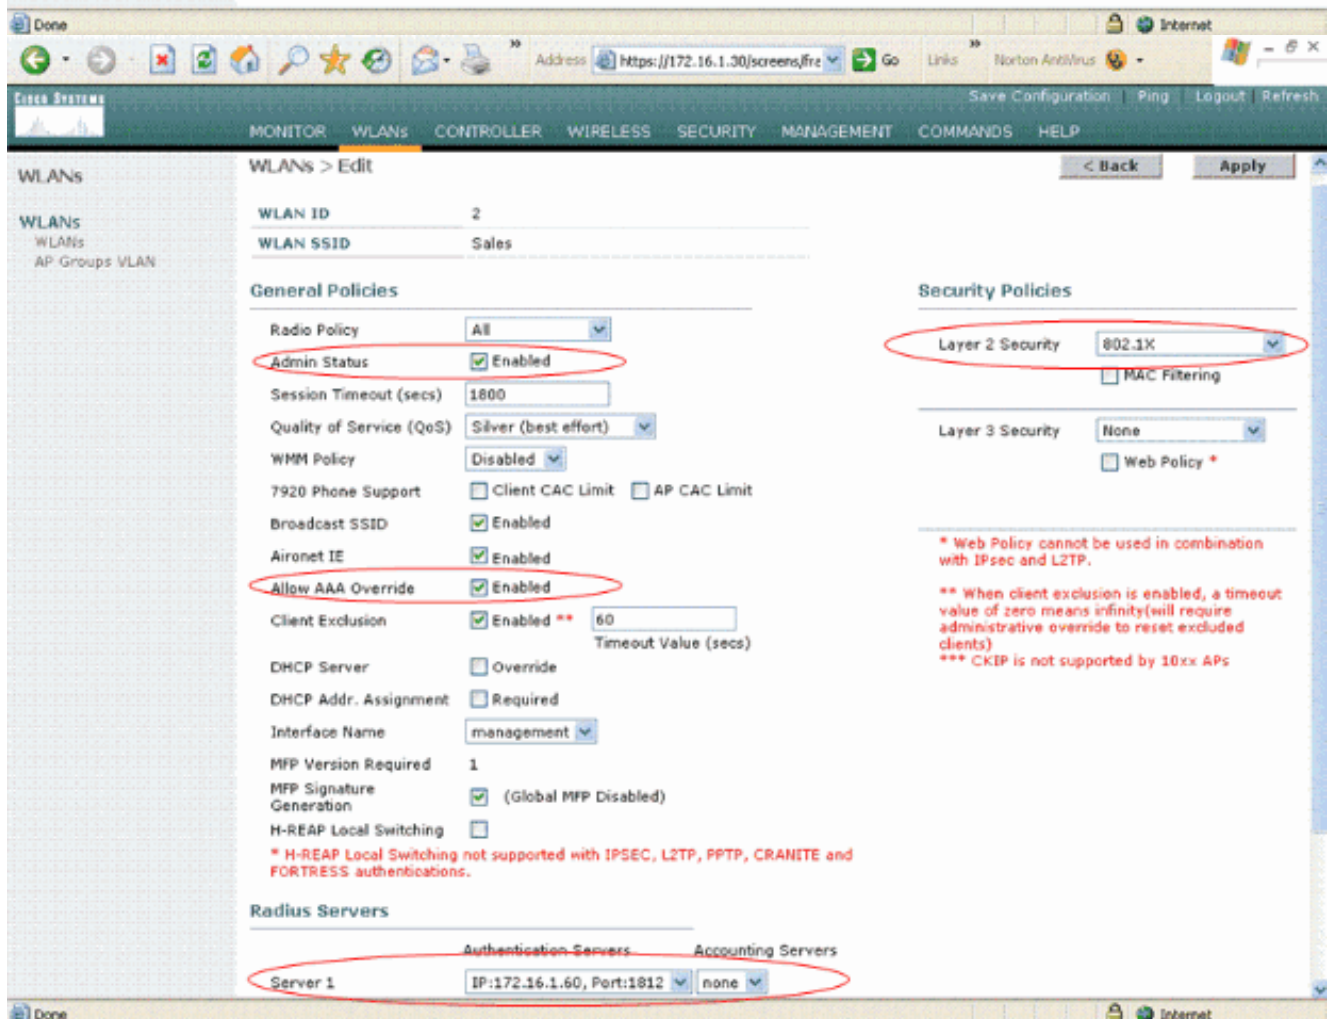 Done Internet
Address https://172.16.1.30/screens/fra Go Links Norton AntiVirus
CISCO SYSTEMS
Save Configuration Ping Logout Refresh
MONITOR WLANs CONTROLLER WIRELESS SECURITY MANAGEMENT COMMANDS HELP
WLANs
WLANs
WLANs
AP Groups VLAN
WLANs > Edit
< Back Apply
WLAN ID 2
WLAN SSID Sales
General Policies
Radio Policy All
Admin Status Enabled
Session Timeout (secs) 1800
Quality of Service (QoS) Silver (best effort)
WMM Policy Disabled
7920 Phone Support Client CAC Limit AP CAC Limit
Broadcast SSID Enabled
Aironet IE Enabled
Allow AAA Override Enabled
Client Exclusion Enabled ** 60
Timeout Value (secs)
DHCP Server Override
DHCP Addr. Assignment Required
Interface Name management
MFP Version Required 1
MFP Signature
Generation (Global MFP Disabled)
H-REAP Local Switching
* H-REAP Local Switching not supported with IPSEC, L2TP, PPTP, CRANITE and
FORTRESS authentications.
Security Policies
Layer 2 Security 802.1X
MAC Filtering
Layer 3 Security None
Web Policy *
* Web Policy cannot be used in combination
with IPsec and L2TP.
** When client exclusion is enabled, a timeout
value of zero means infinity(will require
administrative override to reset excluded
clients)
*** CKIP is not supported by 10xx APs
Radius Servers
Authentication Servers Accounting Servers
Server 1 IP:172.16.1.60, Port:1812 none
Done Internet